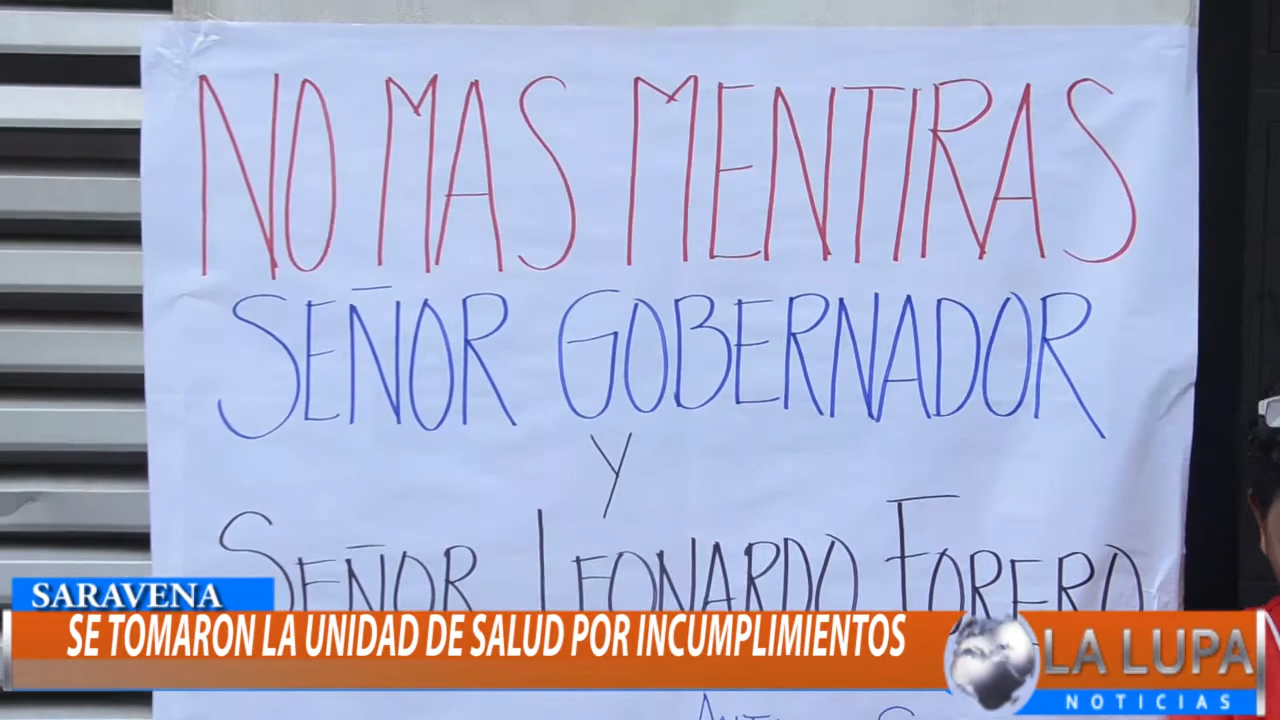 NO MAS MENTIRAS
SEÑOR GOBERNADOR
Y
SEÑOR LEONARDO FORERO
SARAVENA
SE TOMARON LA UNIDAD DE SALUD POR INCUMPLIMIENTOS
LA LUPA
NOTICIAS